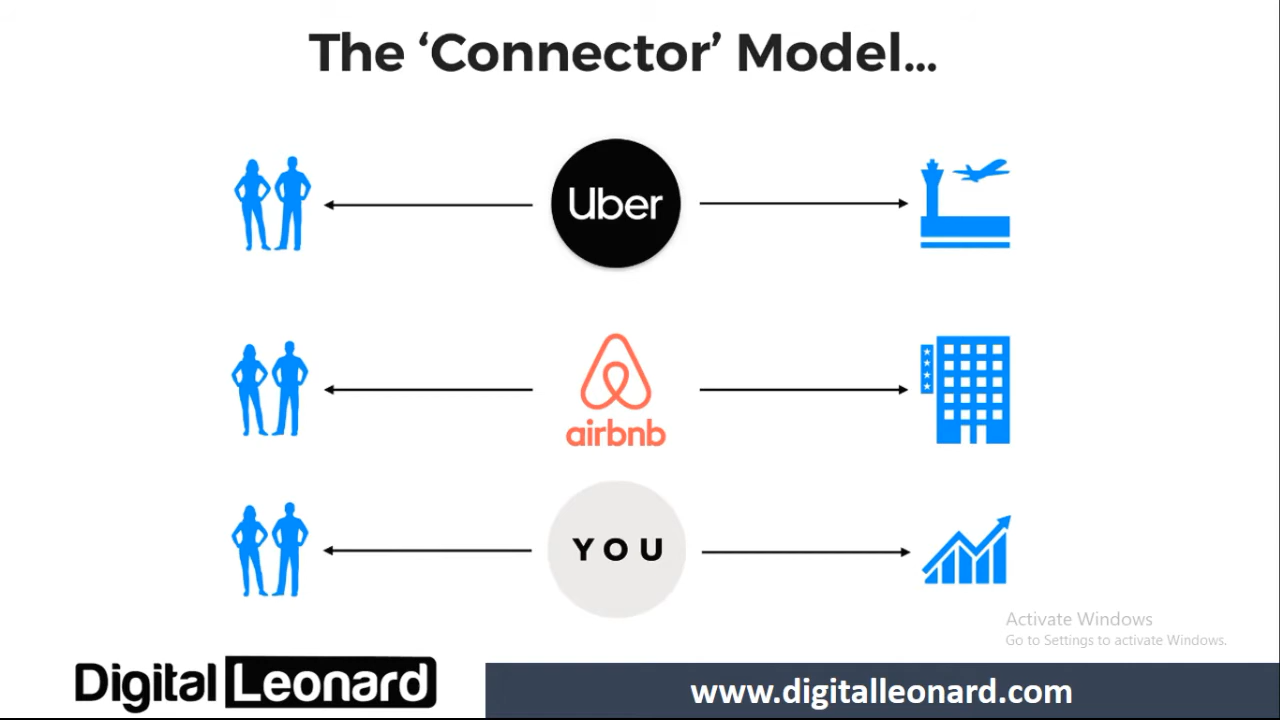 The ‘Connector’ Model...
Uber
airbnb
YOU
Activate Windows
Go to Settings to activate Windows.
Digital Leonard
www.digitalleonard.com